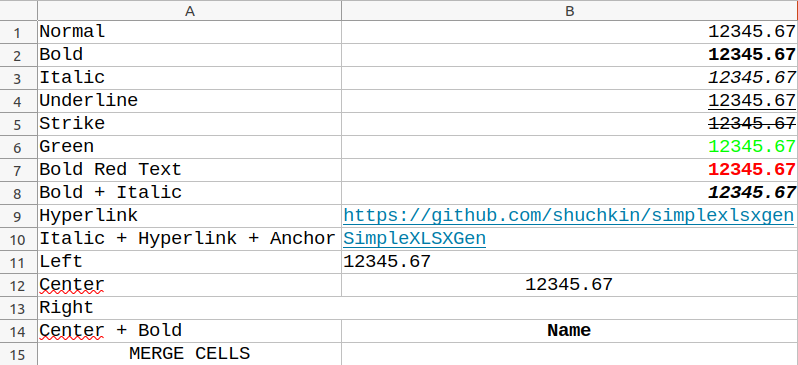 A B
1 Normal 12345.67
2 Bold 12345.67
3 Italic 12345.67
4 Underline 12345.67
5 Strike 12345.67
6 Green 12345.67
7 Bold Red Text 12345.67
8 Bold + Italic 12345.67
9 Hyperlink https://github.com/shuchkin/simplexlsxgen
10 Italic + Hyperlink + Anchor SimpleXLSXGen
11 Left 12345.67
12 Center 12345.67
13 Right
14 Center + Bold Name
15 MERGE CELLS